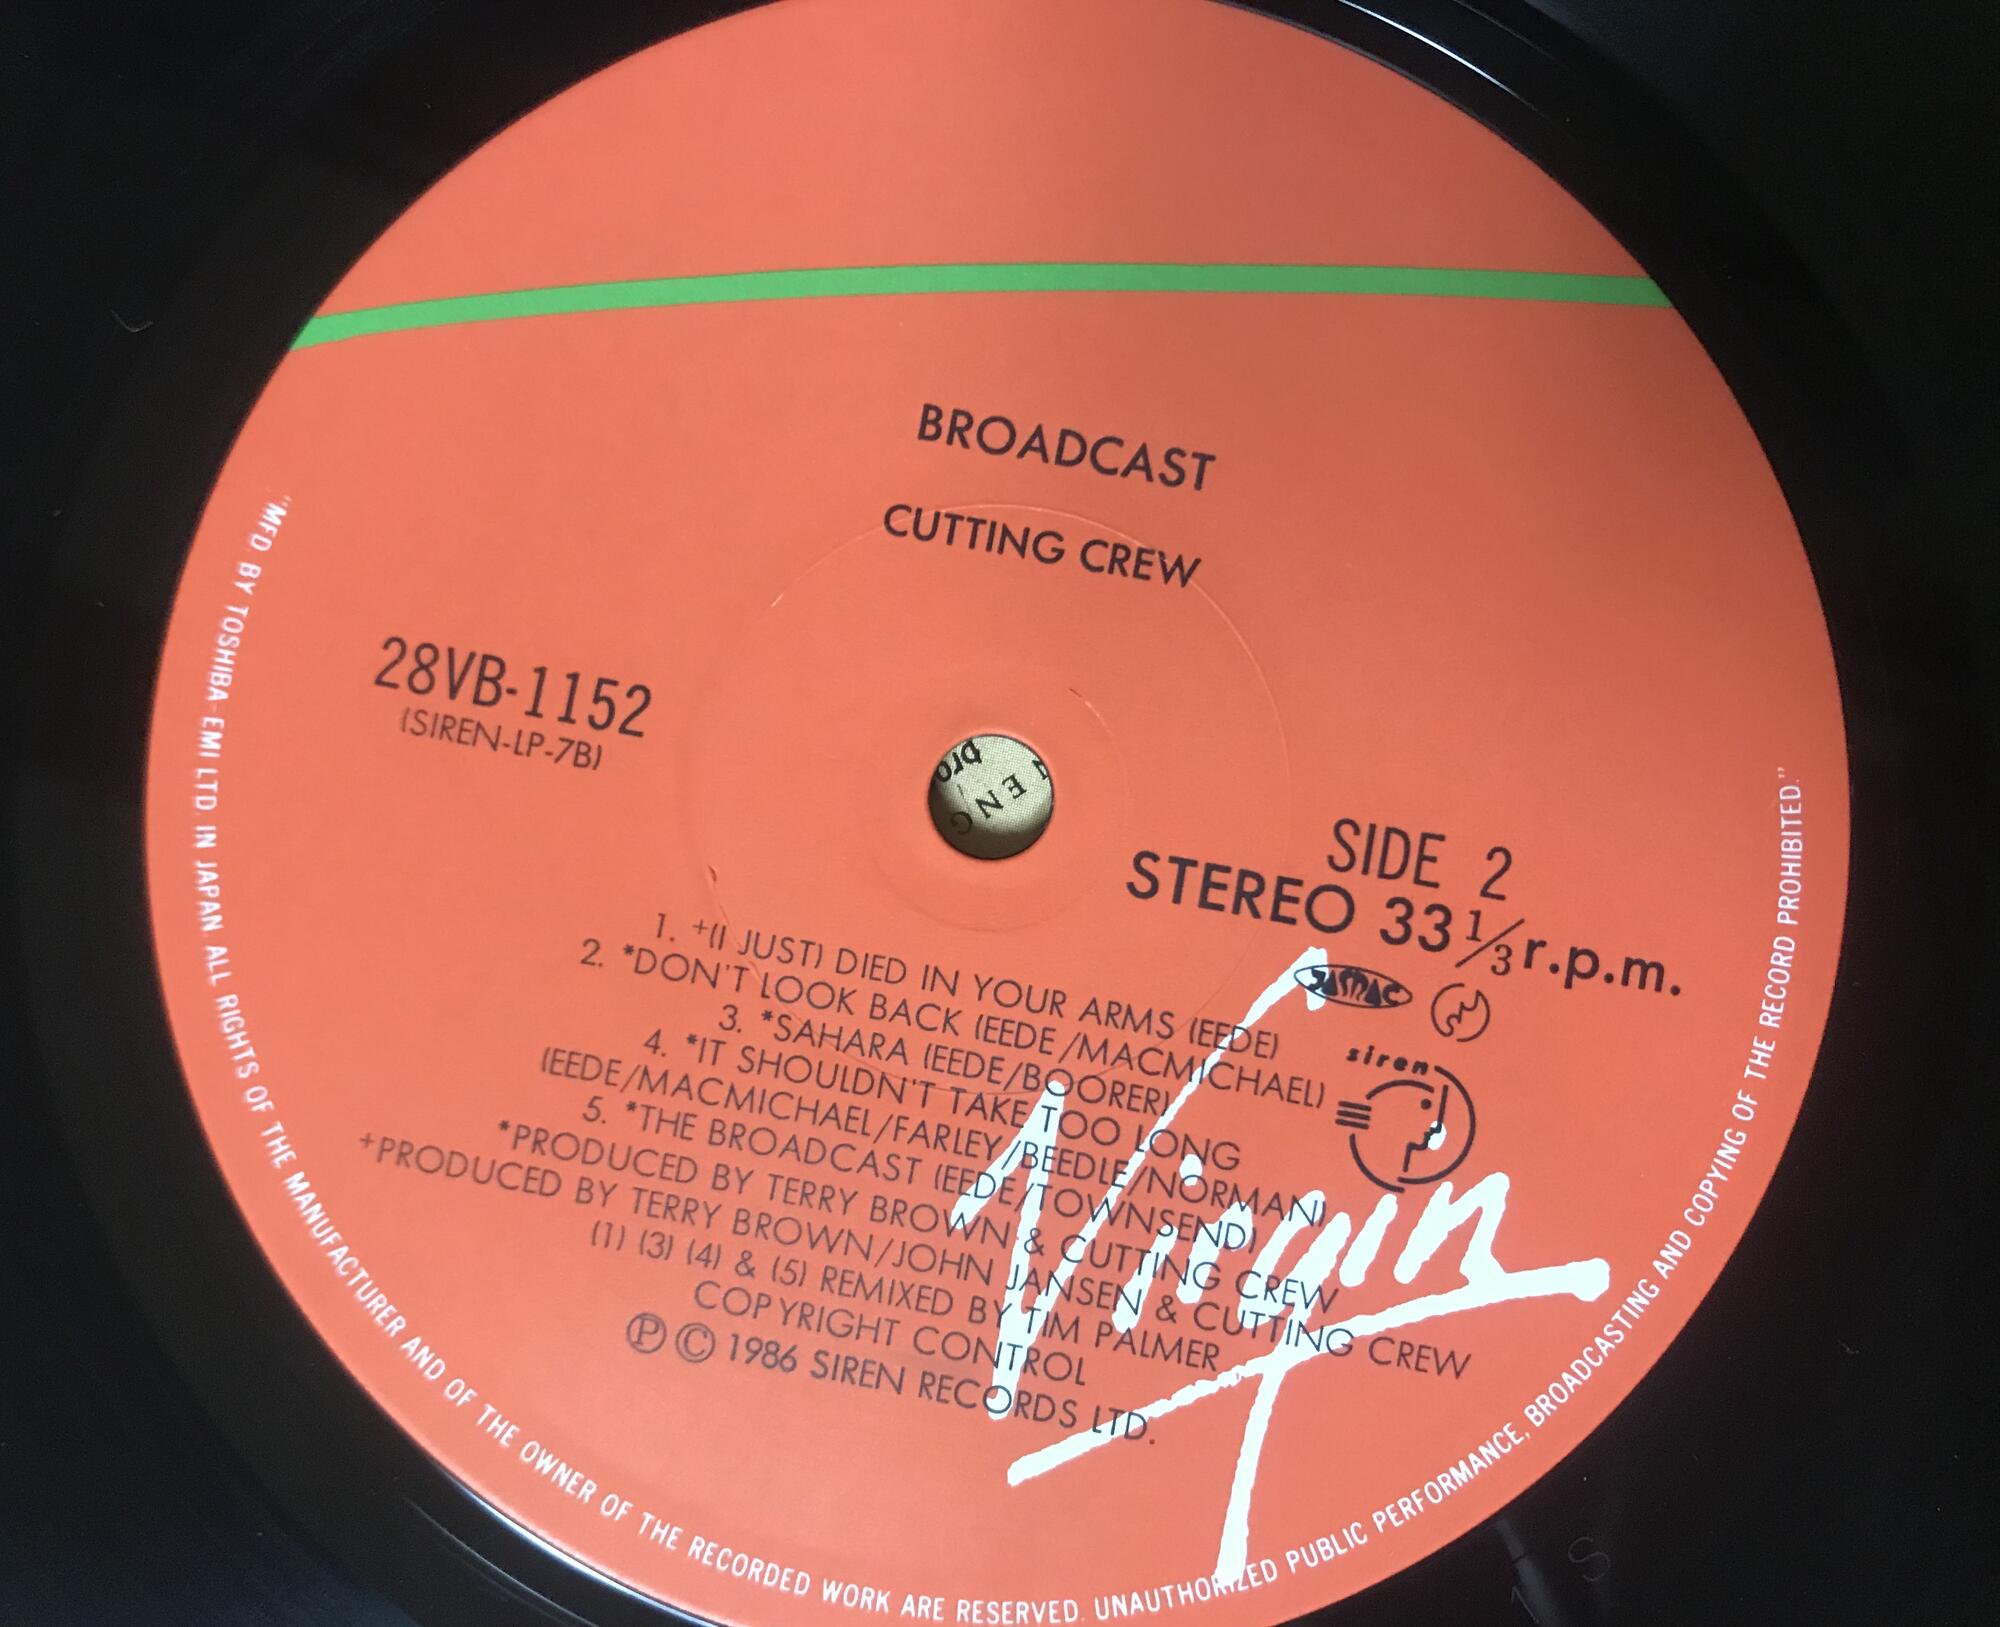 BROADCAST
CUTTING CREW
28VB-1152
(SIREN-LP-7B)
SIDE 2
STEREO 33 1/3 r.p.m.
JASRAC
siren
1. +(I JUST) DIED IN YOUR ARMS (EEDE)
2. *DON'T LOOK BACK (EEDE/MACMICHAEL)
3. *SAHARA (EEDE/BOORER)
4. *IT SHOULDN'T TAKE TOO LONG
(EEDE/MACMICHAEL/FARLEY/BEEDLE/NORMAN)
5. *THE BROADCAST (EEDE/TOWNSEND)
*PRODUCED BY TERRY BROWN & CUTTING CREW
+PRODUCED BY TERRY BROWN/JOHN JANSEN & CUTTING CREW
(1) (3) (4) & (5) REMIXED BY TIM PALMER
COPYRIGHT CONTROL
Ⓟ © 1986 SIREN RECORDS LTD.
Virgin
"MFD. BY TOSHIBA-EMI LTD. IN JAPAN. ALL RIGHTS OF THE MANUFACTURER AND OF THE OWNER OF THE RECORDED WORK ARE RESERVED. UNAUTHORIZED PUBLIC PERFORMANCE, BROADCASTING AND COPYING OF THE RECORD PROHIBITED."